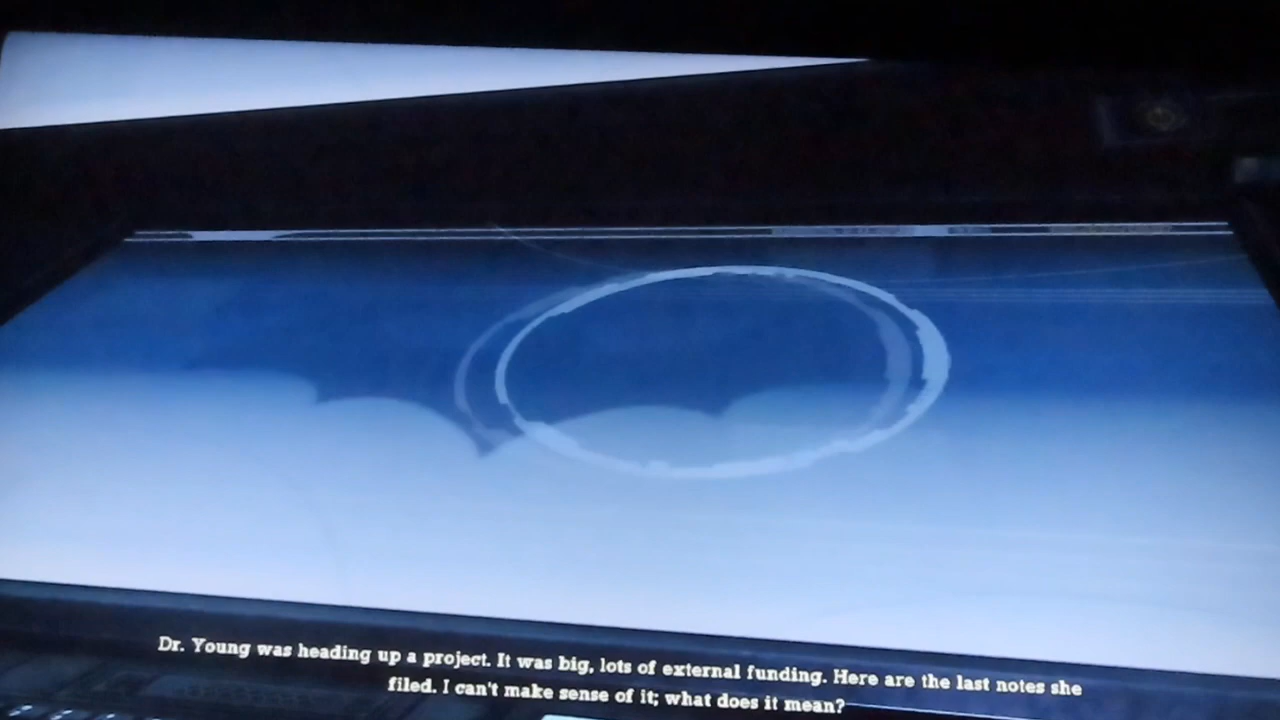 Dr. Young was heading up a project. It was big, lots of external funding. Here are the last notes she
filed. I can't make sense of it; what does it mean?